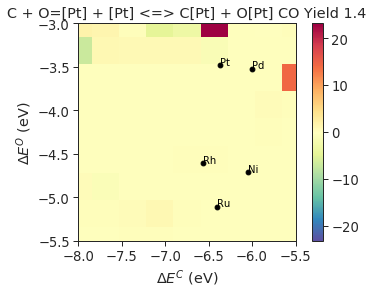 C + O=[Pt] + [Pt] <=> C[Pt] + O[Pt] CO Yield 1.4
−3.0
−3.5
−4.0
−4.5
−5.0
−5.5
ΔE^O (eV)
Pt
Pd
Rh
Ni
Ru
−8.0 −7.5 −7.0 −6.5 −6.0 −5.5
ΔE^C (eV)
20
10
0
−10
−20